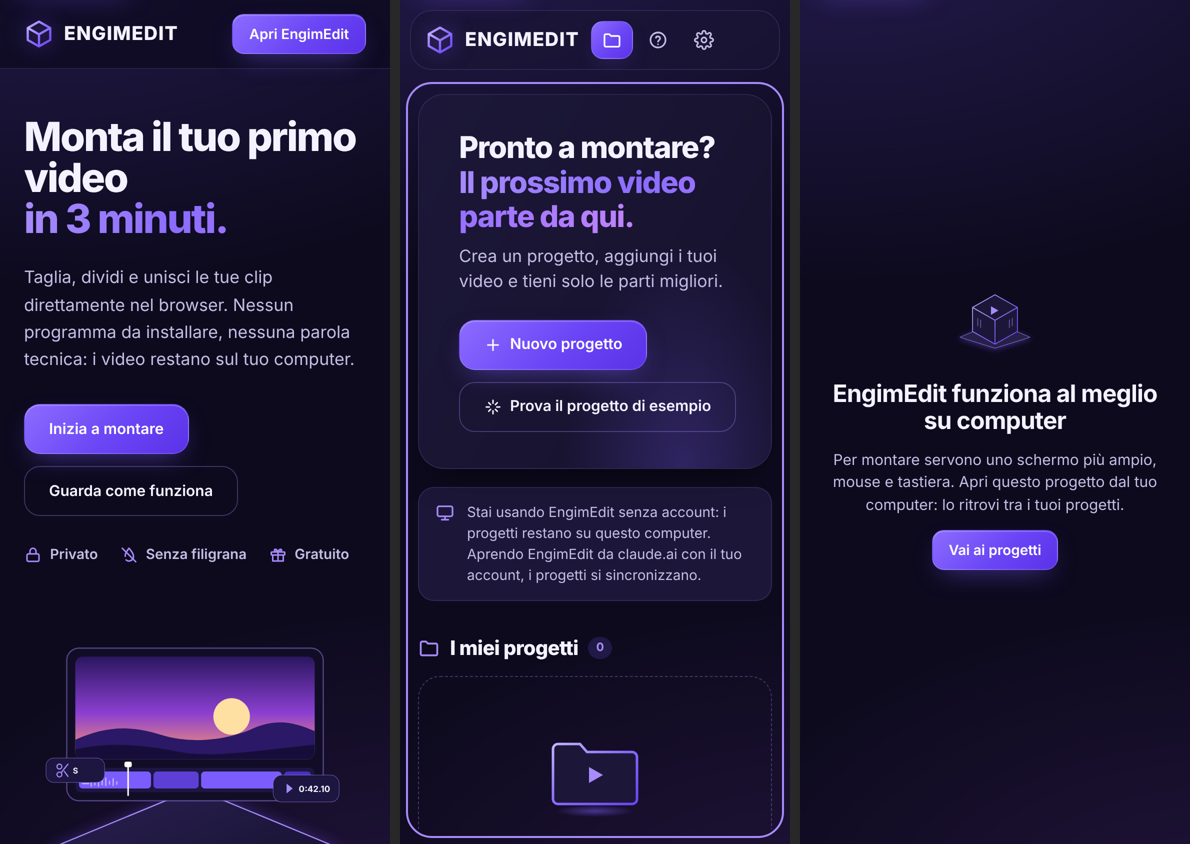 ENGIMEDIT
Apri EngimEdit
Monta il tuo primo
video
in 3 minuti.
Taglia, dividi e unisci le tue clip
direttamente nel browser. Nessun
programma da installare, nessuna parola
tecnica: i video restano sul tuo computer.
Inizia a montare
Guarda come funziona
Privato
Senza filigrana
Gratuito
S
0:42.10
ENGIMEDIT
Pronto a montare?
Il prossimo video
parte da qui.
Crea un progetto, aggiungi i tuoi
video e tieni solo le parti migliori.
Nuovo progetto
Prova il progetto di esempio
Stai usando EngimEdit senza account: i
progetti restano su questo computer.
Aprendo EngimEdit da claude.ai con il tuo
account, i progetti si sincronizzano.
I miei progetti 0
EngimEdit funziona al meglio
su computer
Per montare servono uno schermo più ampio,
mouse e tastiera. Apri questo progetto dal tuo
computer: lo ritrovi tra i tuoi progetti.
Vai ai progetti